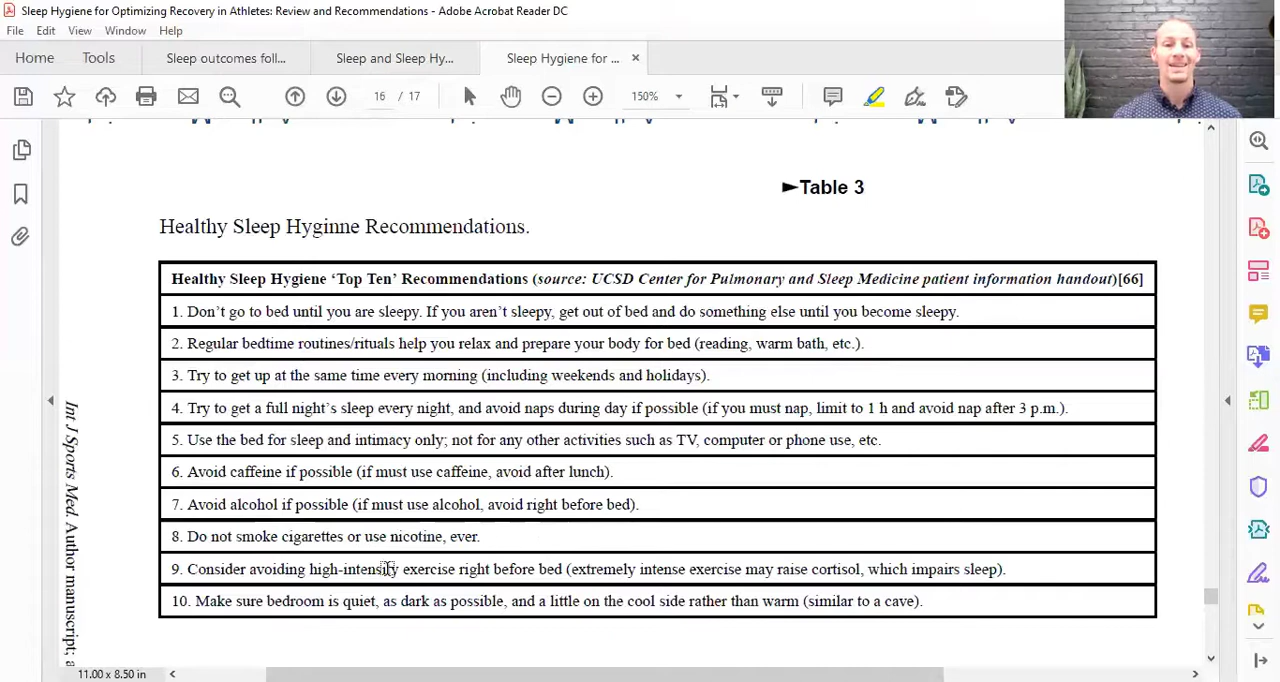 Sleep Hygiene for Optimizing Recovery in Athletes: Review and Recommendations - Adobe Acrobat Reader DC
File Edit View Window Help
Home Tools Sleep outcomes foll... Sleep and Sleep Hy... Sleep Hygiene for ... ×
16 / 17 150%
►Table 3
Healthy Sleep Hyginne Recommendations.
Healthy Sleep Hygiene ‘Top Ten’ Recommendations (source: UCSD Center for Pulmonary and Sleep Medicine patient information handout)[66]
1. Don’t go to bed until you are sleepy. If you aren’t sleepy, get out of bed and do something else until you become sleepy.
2. Regular bedtime routines/rituals help you relax and prepare your body for bed (reading, warm bath, etc.).
3. Try to get up at the same time every morning (including weekends and holidays).
4. Try to get a full night’s sleep every night, and avoid naps during day if possible (if you must nap, limit to 1 h and avoid nap after 3 p.m.).
5. Use the bed for sleep and intimacy only; not for any other activities such as TV, computer or phone use, etc.
6. Avoid caffeine if possible (if must use caffeine, avoid after lunch).
7. Avoid alcohol if possible (if must use alcohol, avoid right before bed).
8. Do not smoke cigarettes or use nicotine, ever.
9. Consider avoiding high-intensity exercise right before bed (extremely intense exercise may raise cortisol, which impairs sleep).
10. Make sure bedroom is quiet, as dark as possible, and a little on the cool side rather than warm (similar to a cave).
Int J Sports Med. Author manuscript; a
11.00 x 8.50 in